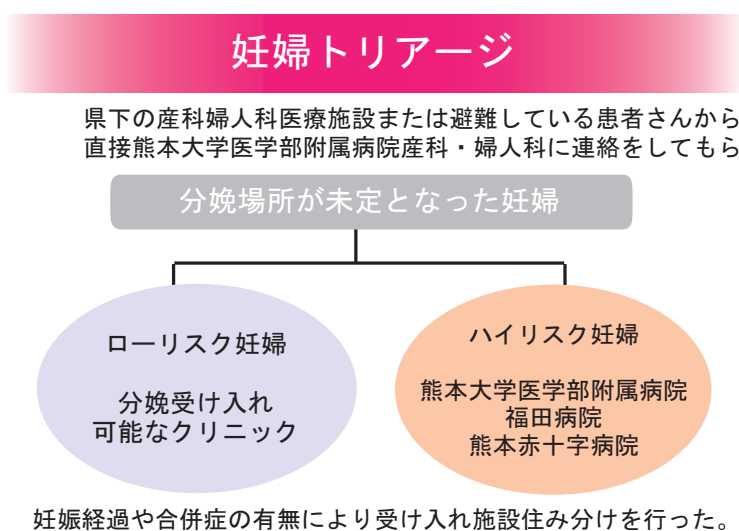 妊婦トリアージ
県下の産科婦人科医療施設または避難している患者さんから
直接熊本大学医学部附属病院産科・婦人科に連絡をしてもら
分娩場所が未定となった妊婦
ローリスク妊婦
分娩受け入れ
可能なクリニック
ハイリスク妊婦
熊本大学医学部附属病院
福田病院
熊本赤十字病院
妊娠経過や合併症の有無により受け入れ施設住み分けを行った。